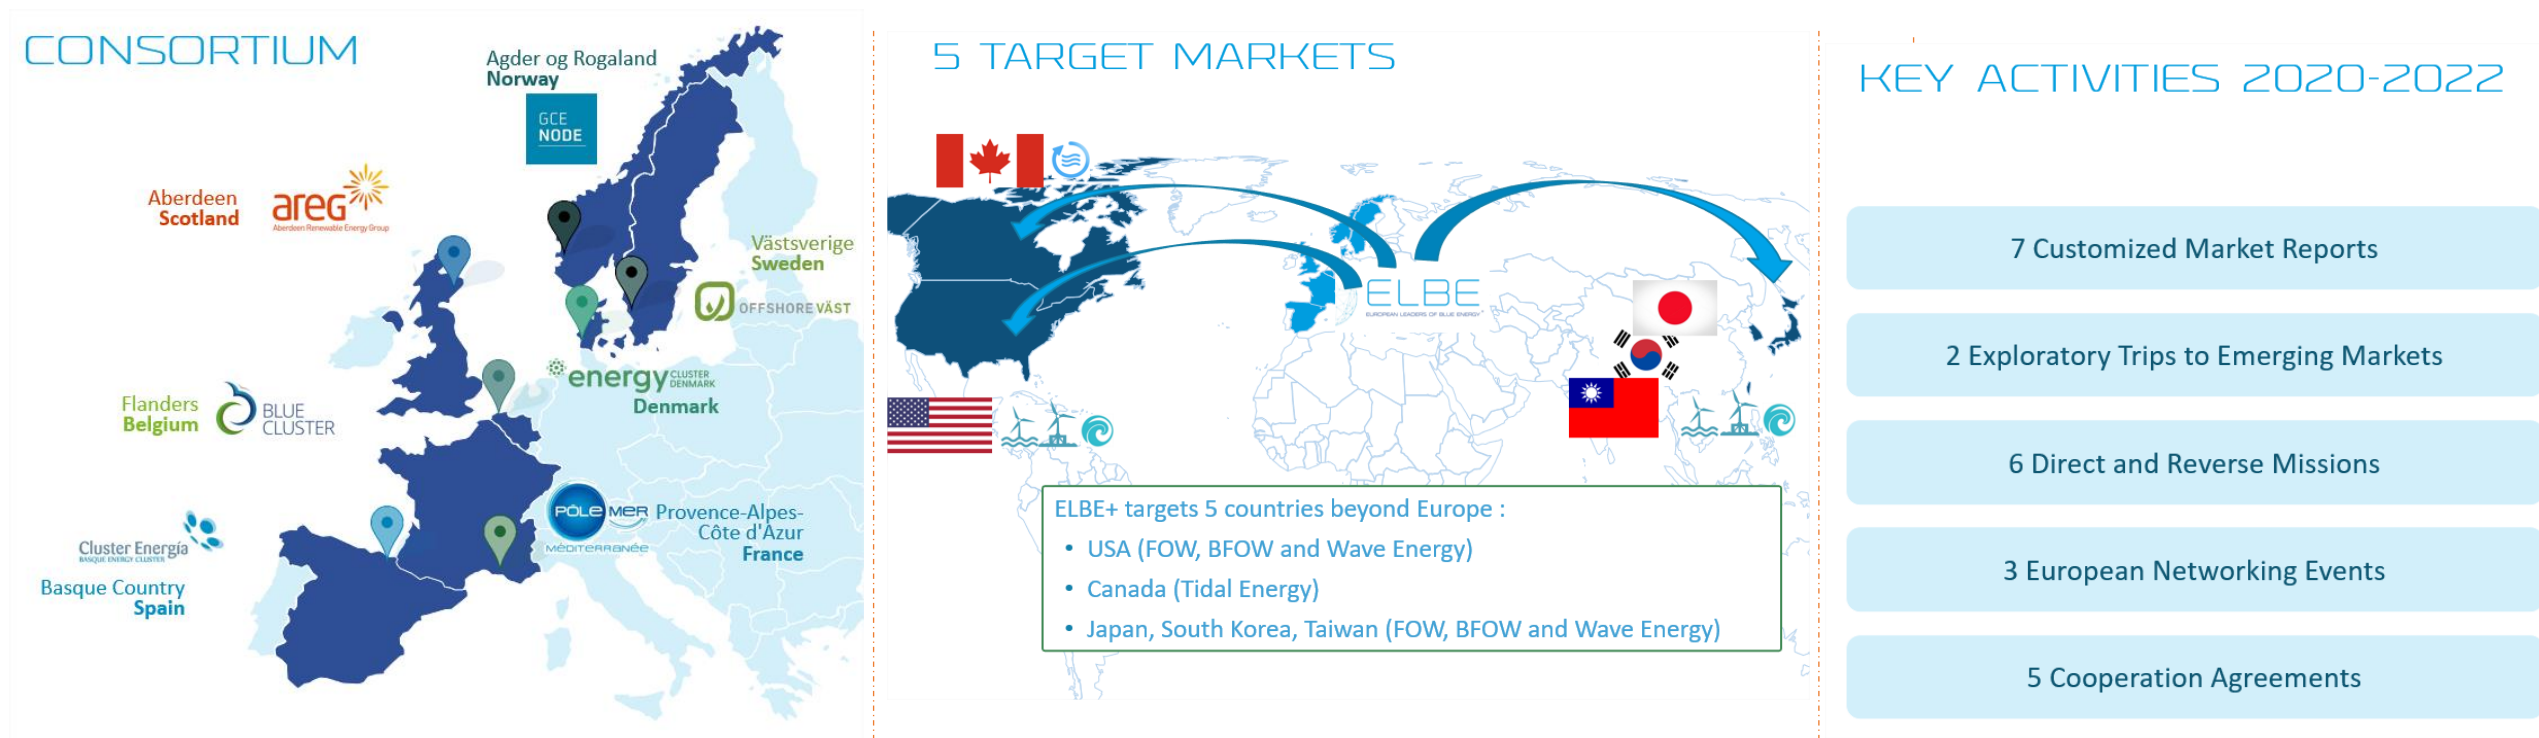 CONSORTIUM
Agder og Rogaland
Norway
GCE
NODE
Aberdeen
Scotland
areg
Aberdeen Renewable Energy Group
Västsverige
Sweden
OFFSHORE VÄST
energy CLUSTER DENMARK
Denmark
Flanders
Belgium
BLUE
CLUSTER
PÔLE MER
MÉDITERRANÉE
Provence-Alpes-
Côte d'Azur
France
Cluster Energía
BASQUE ENERGY CLUSTER
Basque Country
Spain
5 TARGET MARKETS
ELBE
EUROPEAN LEADERS OF BLUE ENERGY
ELBE+ targets 5 countries beyond Europe :
• USA (FOW, BFOW and Wave Energy)
• Canada (Tidal Energy)
• Japan, South Korea, Taiwan (FOW, BFOW and Wave Energy)
KEY ACTIVITIES 2020-2022
7 Customized Market Reports
2 Exploratory Trips to Emerging Markets
6 Direct and Reverse Missions
3 European Networking Events
5 Cooperation Agreements